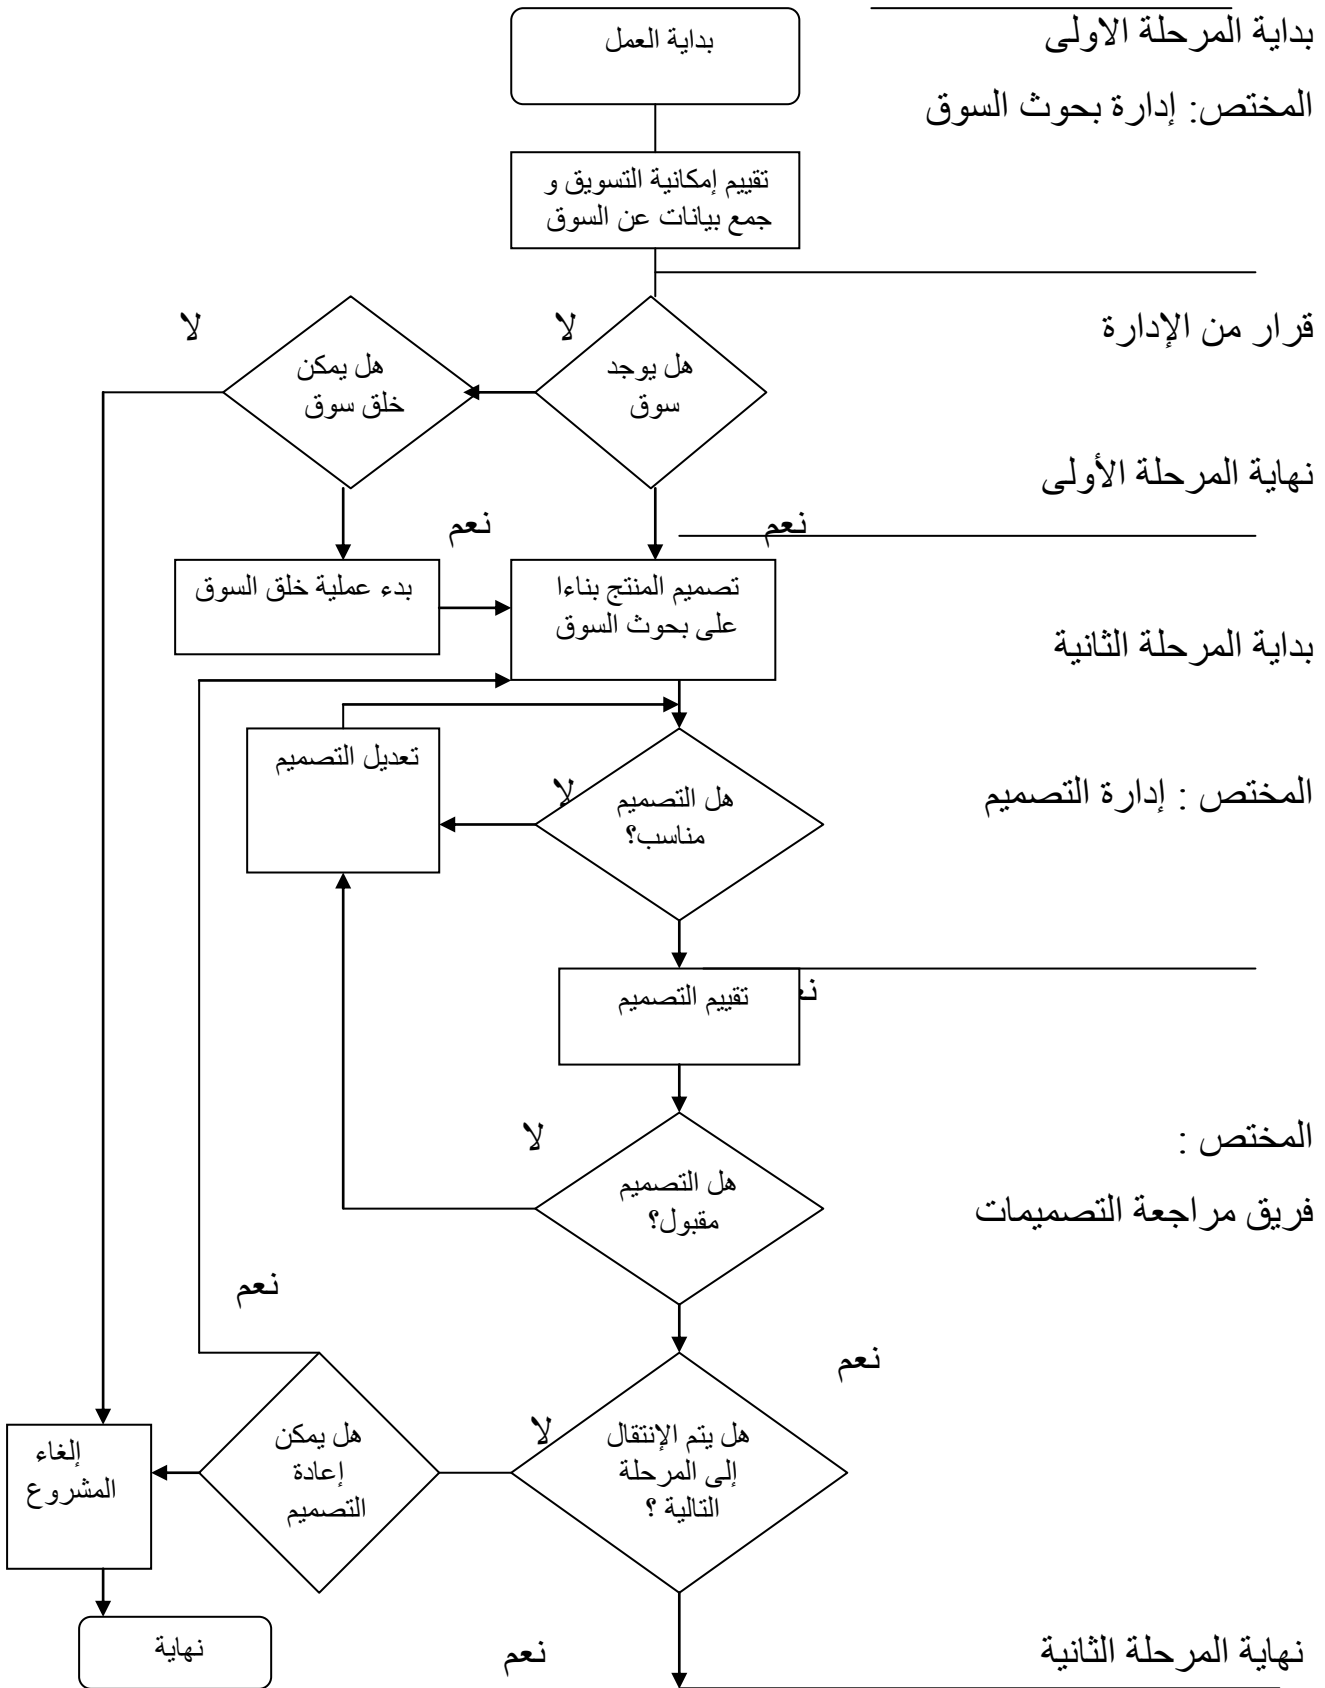 بداية المرحلة الاولى
بداية العمل
المختص: إدارة بحوث السوق
تقييم إمكانية التسويق و
جمع بيانات عن السوق
قرار من الإدارة
لا
لا
هل يوجد
سوق
هل يمكن
خلق سوق
نهاية المرحلة الأولى
نعم
نعم
تصميم المنتج بناءا
على بحوث السوق
بدء عملية خلق السوق
بداية المرحلة الثانية
تعديل التصميم
المختص : إدارة التصميم
لا
هل التصميم
مناسب؟
تقييم التصميم
المختص :
لا
هل التصميم
مقبول؟
فريق مراجعة التصميمات
نعم
نعم
لا
هل يتم الإنتقال
إلى المرحلة
التالية ؟
هل يمكن
إعادة
التصميم
إلغاء
المشروع
نهاية المرحلة الثانية
نعم
نهاية